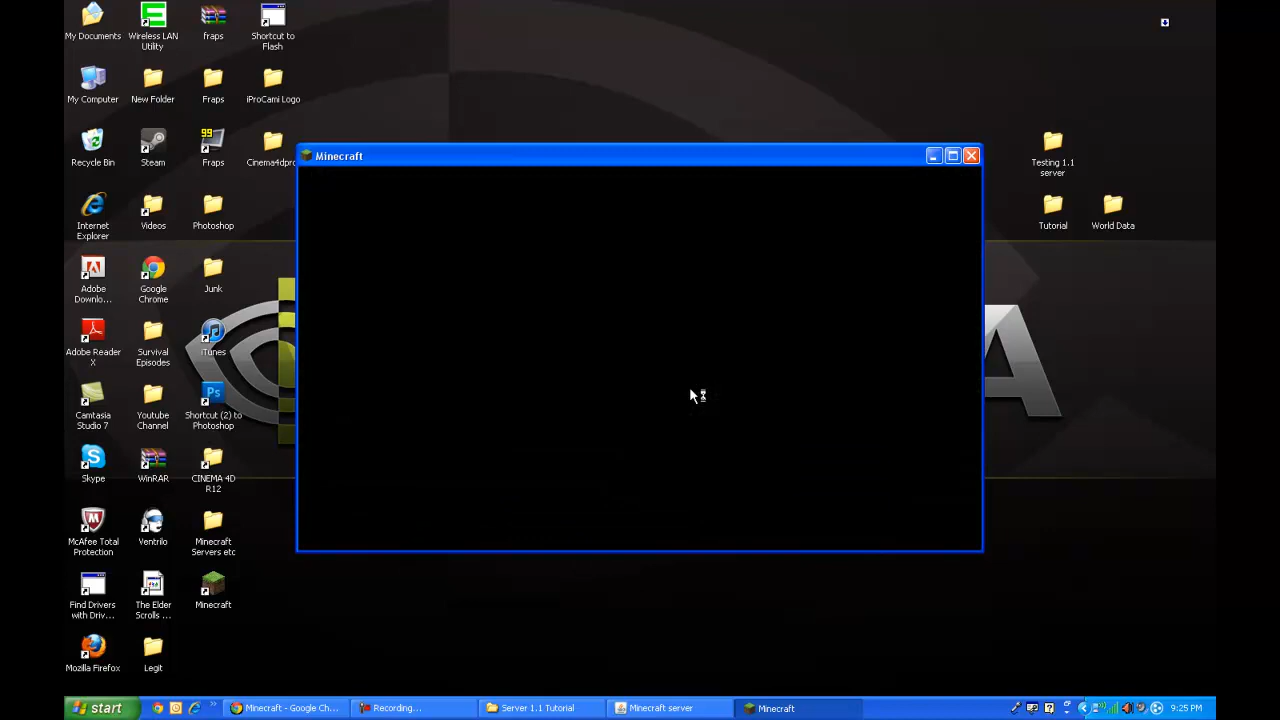 My Documents
Wireless LAN
Utility
fraps
Shortcut to
Flash
My Computer
New Folder
Fraps
iProCami Logo
Recycle Bin
Steam
99
Fraps
Cinema4dpro
Testing 1.1
server
Minecraft
Internet
Explorer
Videos
Photoshop
Tutorial
World Data
Adobe
Downlo...
Google
Chrome
Junk
Adobe Reader
X
Survival
Episodes
iTunes
A
Camtasia
Studio 7
Youtube
Channel
Ps
Shortcut (2) to
Photoshop
Skype
WinRAR
CINEMA 4D
R12
McAfee Total
Protection
Ventrilo
Minecraft
Servers etc
Find Drivers
with Driv...
The Elder
Scrolls ...
Minecraft
Mozilla Firefox
Legit
start
Minecraft - Google Ch...
Recording...
Server 1.1 Tutorial
Minecraft server
Minecraft
9:25 PM